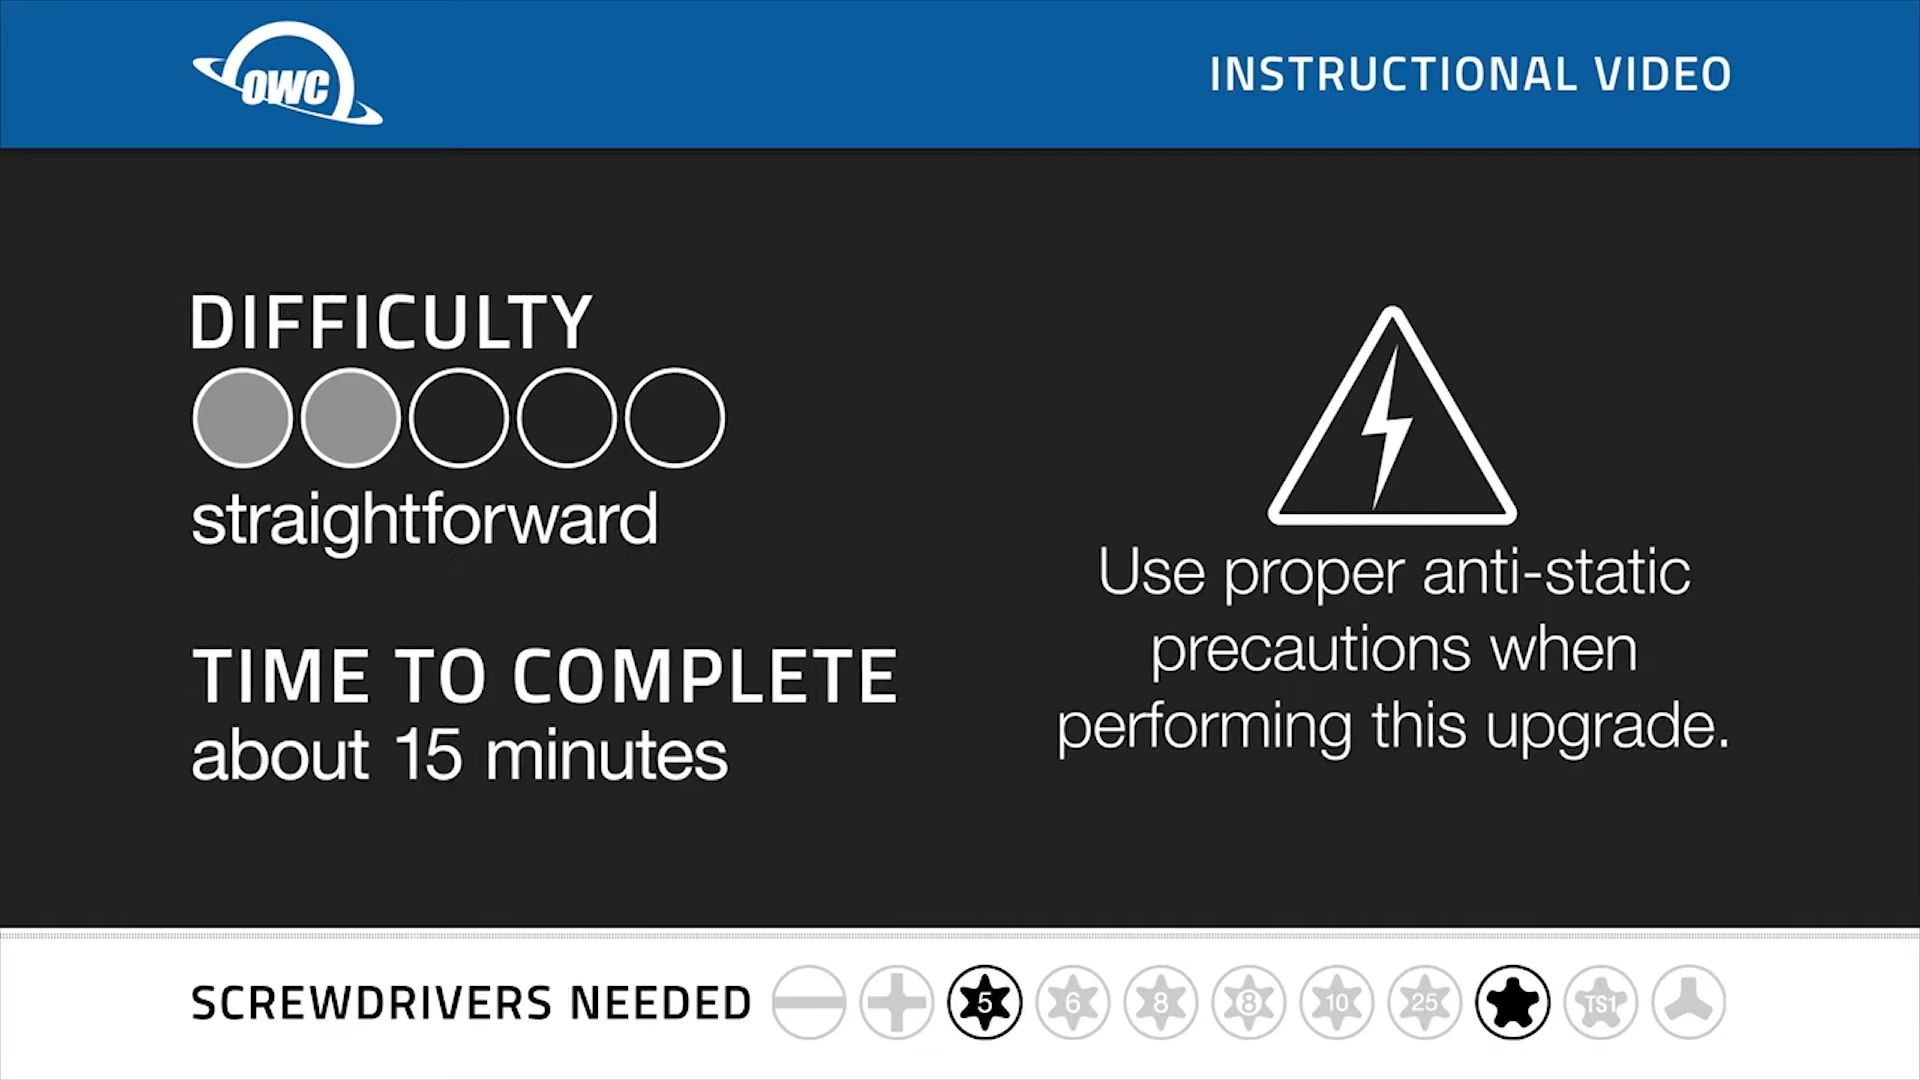 OWC
INSTRUCTIONAL VIDEO
DIFFICULTY
straightforward
TIME TO COMPLETE
about 15 minutes
Use proper anti-static
precautions when
performing this upgrade.
SCREWDRIVERS NEEDED 5 6 8 8 10 25 TS1